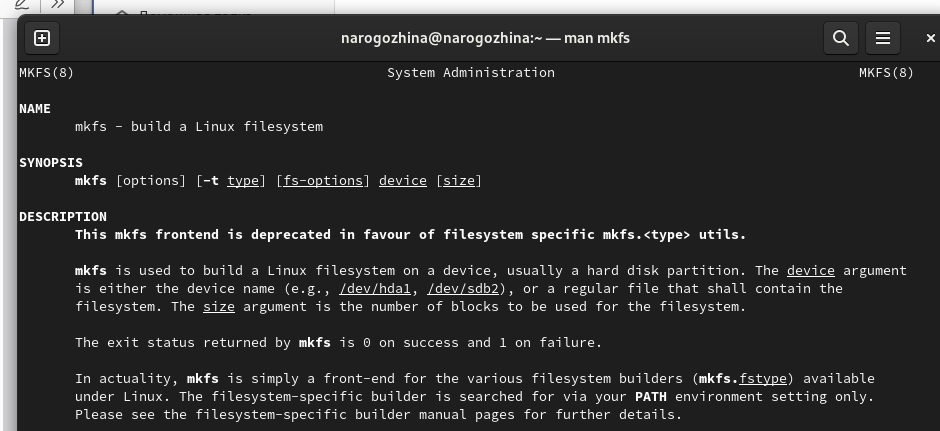 narogozhina@narogozhina:~ — man mkfs
MKFS(8) System Administration MKFS(8)
NAME
mkfs - build a Linux filesystem
SYNOPSIS
mkfs [options] [-t type] [fs-options] device [size]
DESCRIPTION
This mkfs frontend is deprecated in favour of filesystem specific mkfs.<type> utils.
mkfs is used to build a Linux filesystem on a device, usually a hard disk partition. The device argument
is either the device name (e.g., /dev/hda1, /dev/sdb2), or a regular file that shall contain the
filesystem. The size argument is the number of blocks to be used for the filesystem.
The exit status returned by mkfs is 0 on success and 1 on failure.
In actuality, mkfs is simply a front-end for the various filesystem builders (mkfs.fstype) available
under Linux. The filesystem-specific builder is searched for via your PATH environment setting only.
Please see the filesystem-specific builder manual pages for further details.